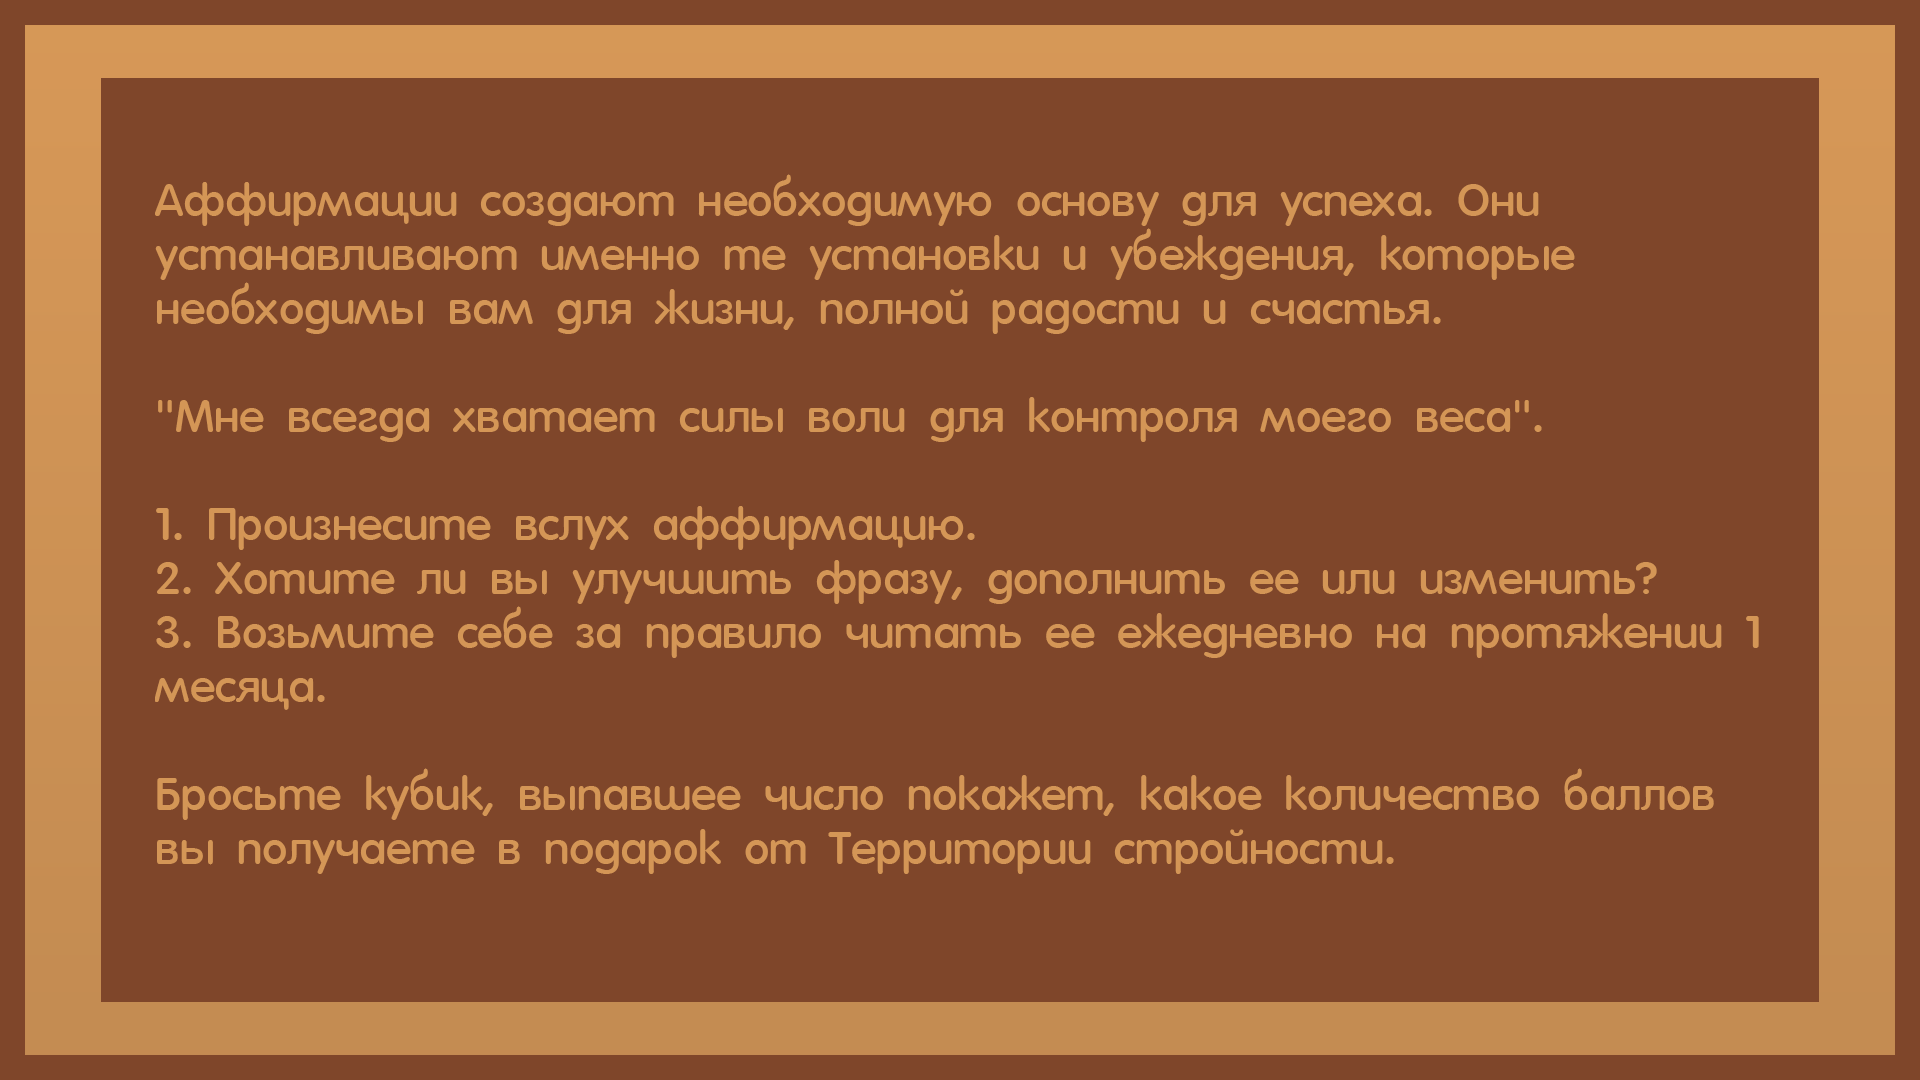 Аффирмации создают необходимую основу для успеха. Они
устанавливают именно те установки и убеждения, которые
необходимы вам для жизни, полной радости и счастья.
"Мне всегда хватает силы воли для контроля моего веса".
1. Произнесите вслух аффирмацию.
2. Хотите ли вы улучшить фразу, дополнить ее или изменить?
3. Возьмите себе за правило читать ее ежедневно на протяжении 1
месяца.
Бросьте кубик, выпавшее число покажет, какое количество баллов
вы получаете в подарок от Территории стройности.